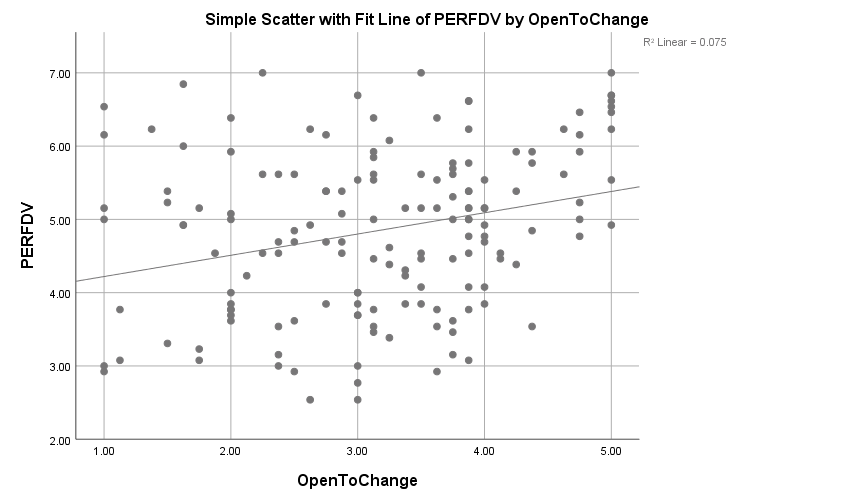 Simple Scatter with Fit Line of PERFDV by OpenToChange
R² Linear = 0.075
7.00
6.00
5.00
4.00
3.00
2.00
PERFDV
1.00 2.00 3.00 4.00 5.00
OpenToChange